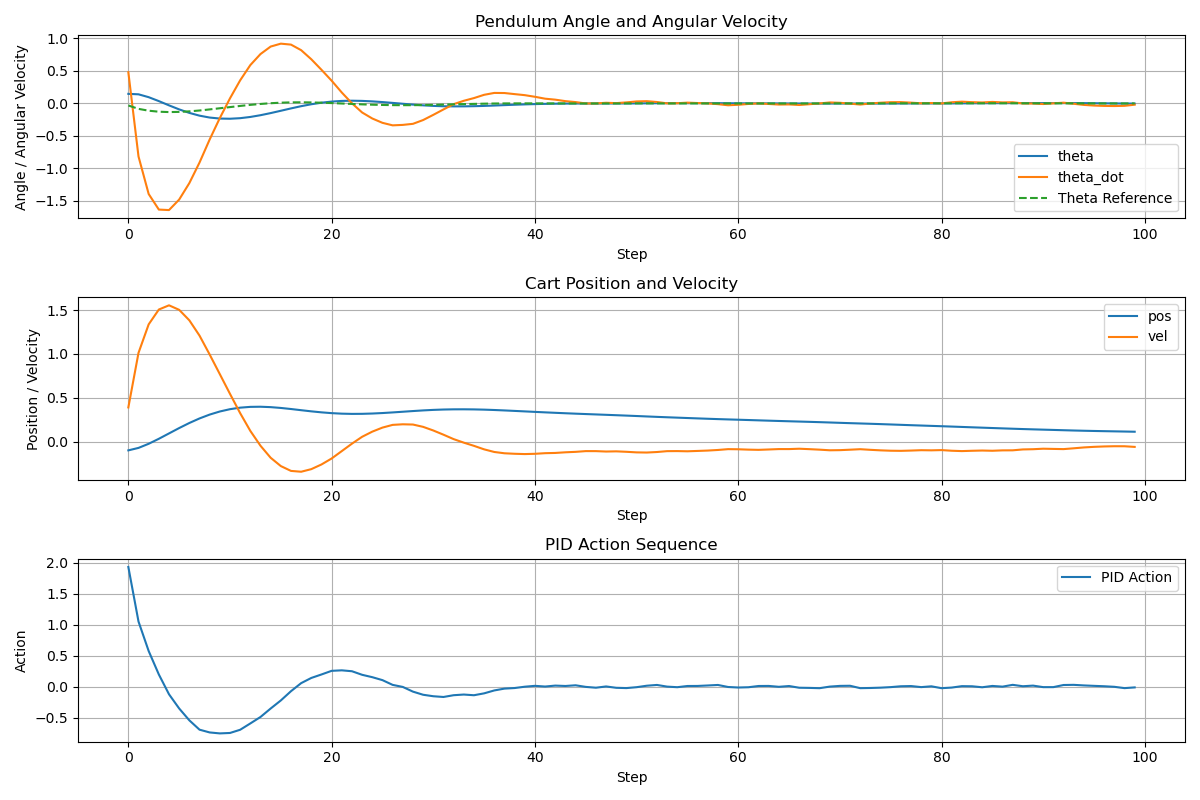 Pendulum Angle and Angular Velocity
Angle / Angular Velocity
1.0
0.5
0.0
−0.5
−1.0
−1.5
theta
theta_dot
Theta Reference
0 20 40 60 80 100
Step
Cart Position and Velocity
Position / Velocity
1.5
1.0
0.5
0.0
pos
vel
0 20 40 60 80 100
Step
PID Action Sequence
Action
2.0
1.5
1.0
0.5
0.0
−0.5
PID Action
0 20 40 60 80 100
Step